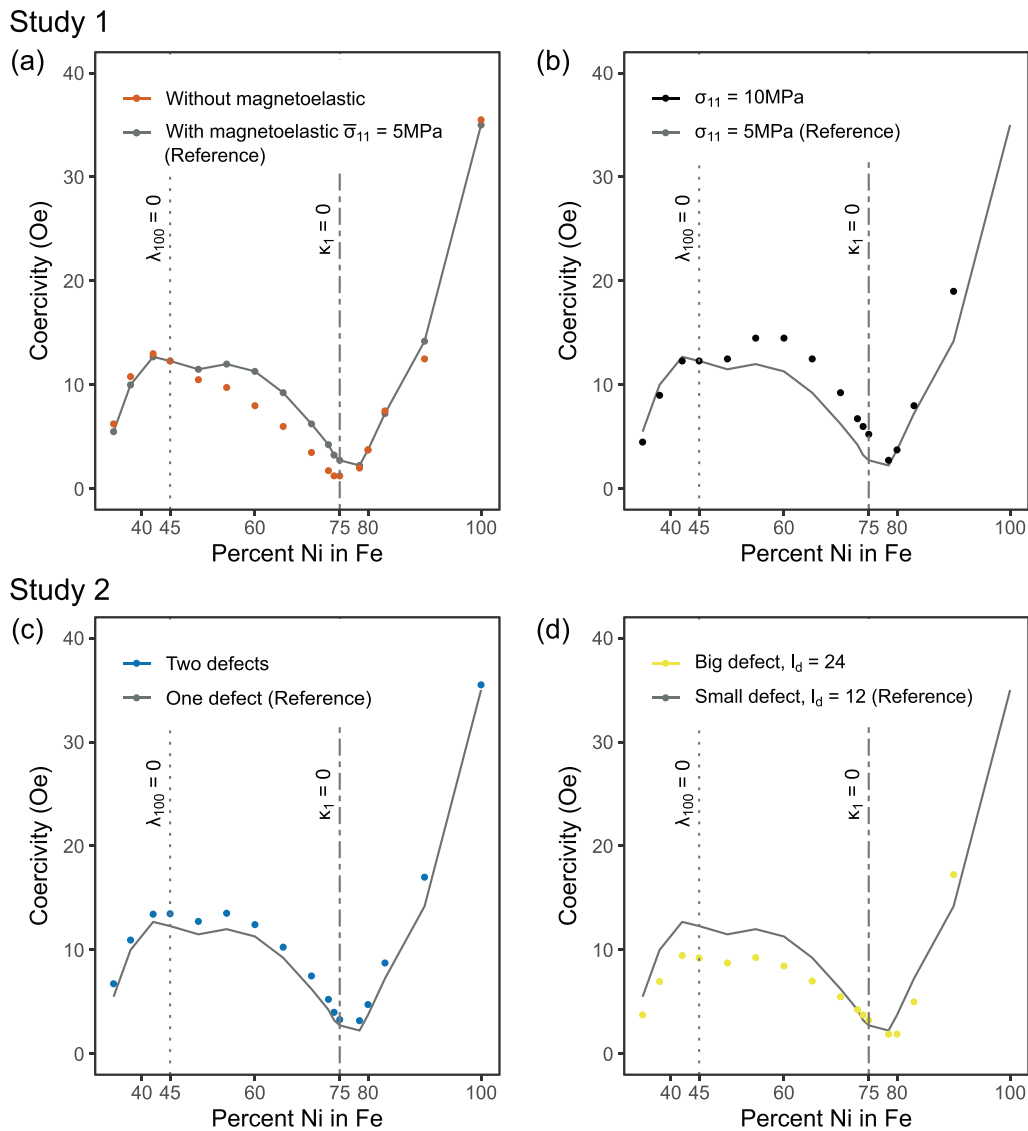 Study 1
(a)
Coercivity (Oe)
40
30
20
10
0
Without magnetoelastic
With magnetoelastic σ̅₁₁ = 5MPa
(Reference)
λ₁₀₀ = 0
κ₁ = 0
40 45 60 75 80 100
Percent Ni in Fe
(b)
Coercivity (Oe)
40
30
20
10
0
σ₁₁ = 10MPa
σ₁₁ = 5MPa (Reference)
λ₁₀₀ = 0
κ₁ = 0
40 45 60 75 80 100
Percent Ni in Fe
Study 2
(c)
Coercivity (Oe)
40
30
20
10
0
Two defects
One defect (Reference)
λ₁₀₀ = 0
κ₁ = 0
40 45 60 75 80 100
Percent Ni in Fe
(d)
Coercivity (Oe)
40
30
20
10
0
Big defect, l_d = 24
Small defect, l_d = 12 (Reference)
λ₁₀₀ = 0
κ₁ = 0
40 45 60 75 80 100
Percent Ni in Fe